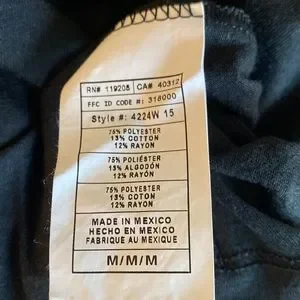 RN# 119208 CA# 40312
FFC ID CODE #: 318000
Style #: 4224W 15
75% POLYESTER
13% COTTON
12% RAYON
75% POLIÉSTER
13% ALGODÓN
12% RAYON
75% POLYESTER
13% COTON
12% RAYON
MADE IN MEXICO
HECHO EN MEXICO
FABRIQUE AU MEXIQUE
M/M/M